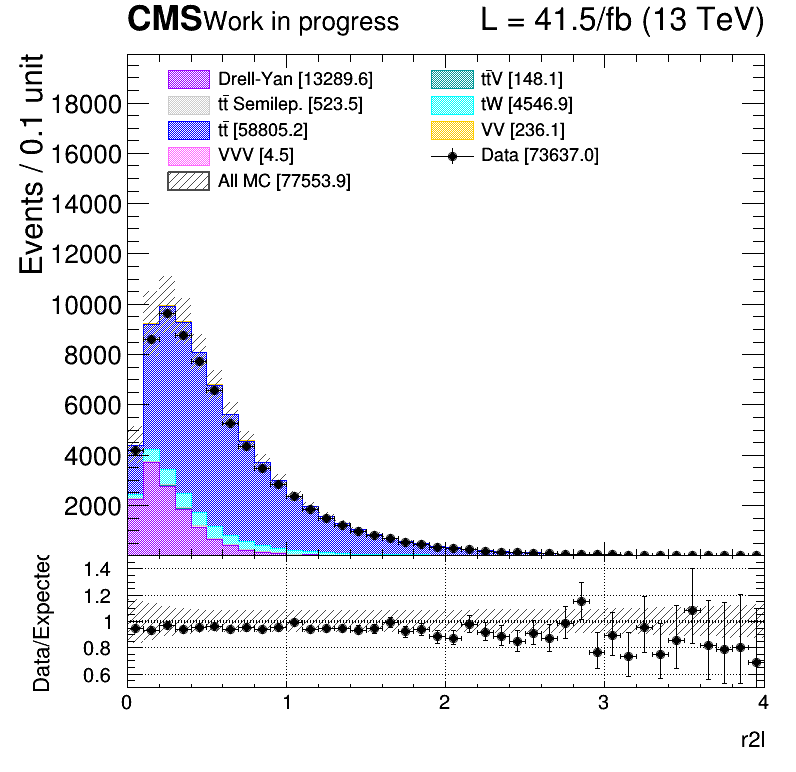 CMS Work in progress L = 41.5/fb (13 TeV)
Events / 0.1 unit
18000
16000
14000
12000
10000
8000
6000
4000
2000
Drell-Yan [13289.6]
tt̄ Semilep. [523.5]
tt̄ [58805.2]
VVV [4.5]
All MC [77553.9]
tt̄V [148.1]
tW [4546.9]
VV [236.1]
Data [73637.0]
Data/Expected
1.4
1.2
1
0.8
0.6
0 1 2 3 4
r2l